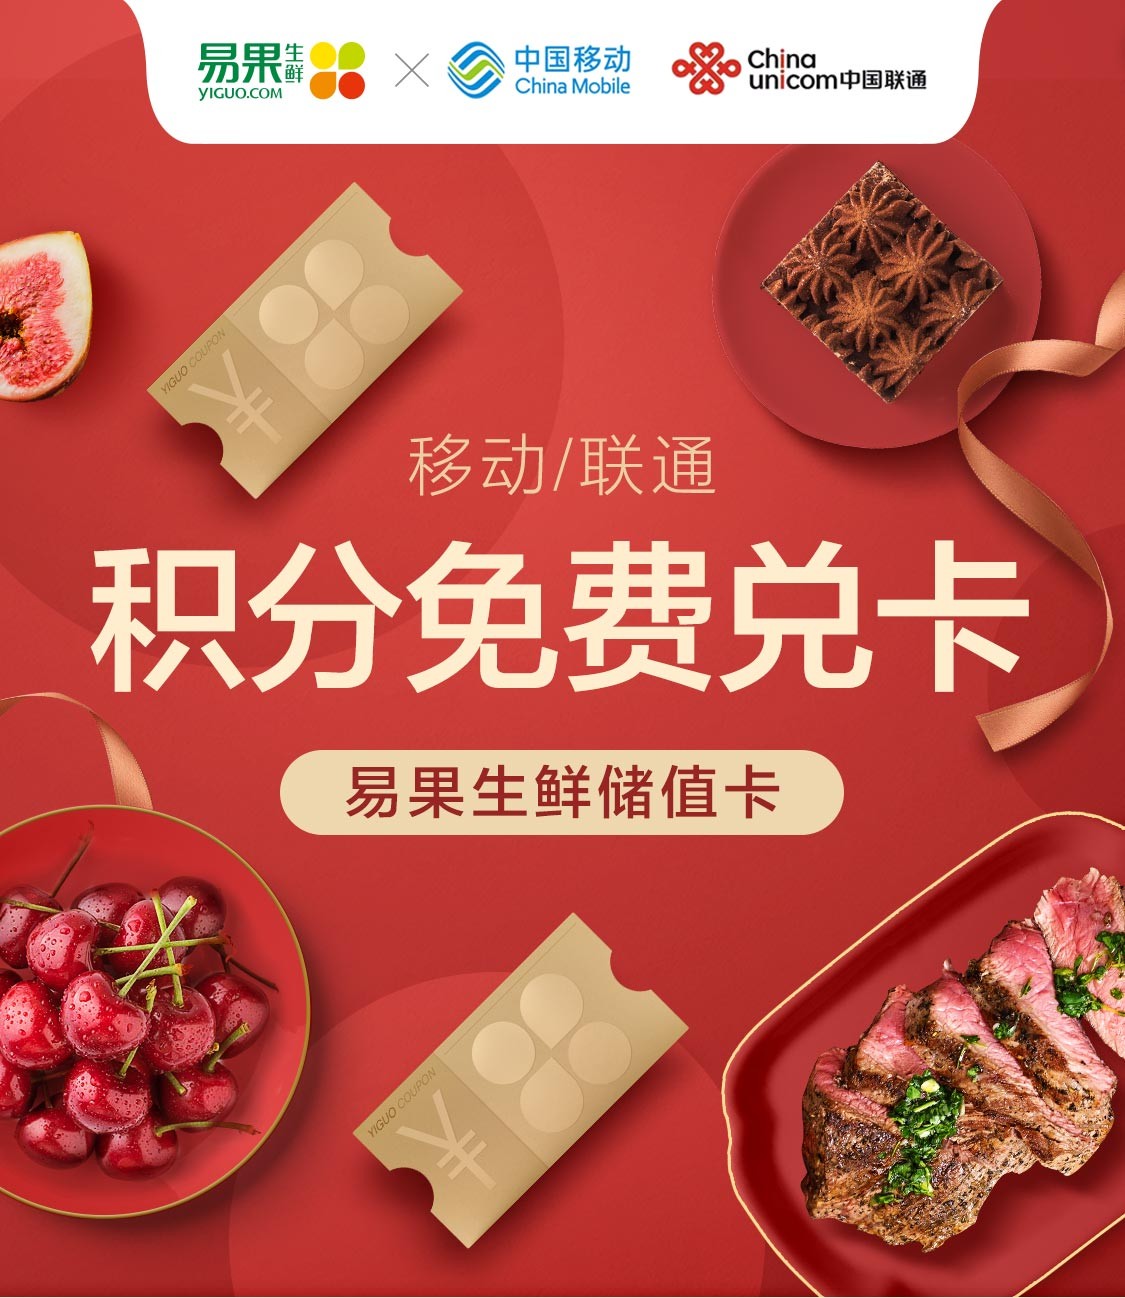 易果生鲜
YIGUO.COM
中国移动
China Mobile
China
unicom中国联通
YIGUO COUPON
¥
移动/联通
积分免费兑卡
易果生鲜储值卡
YIGUO COUPON
¥